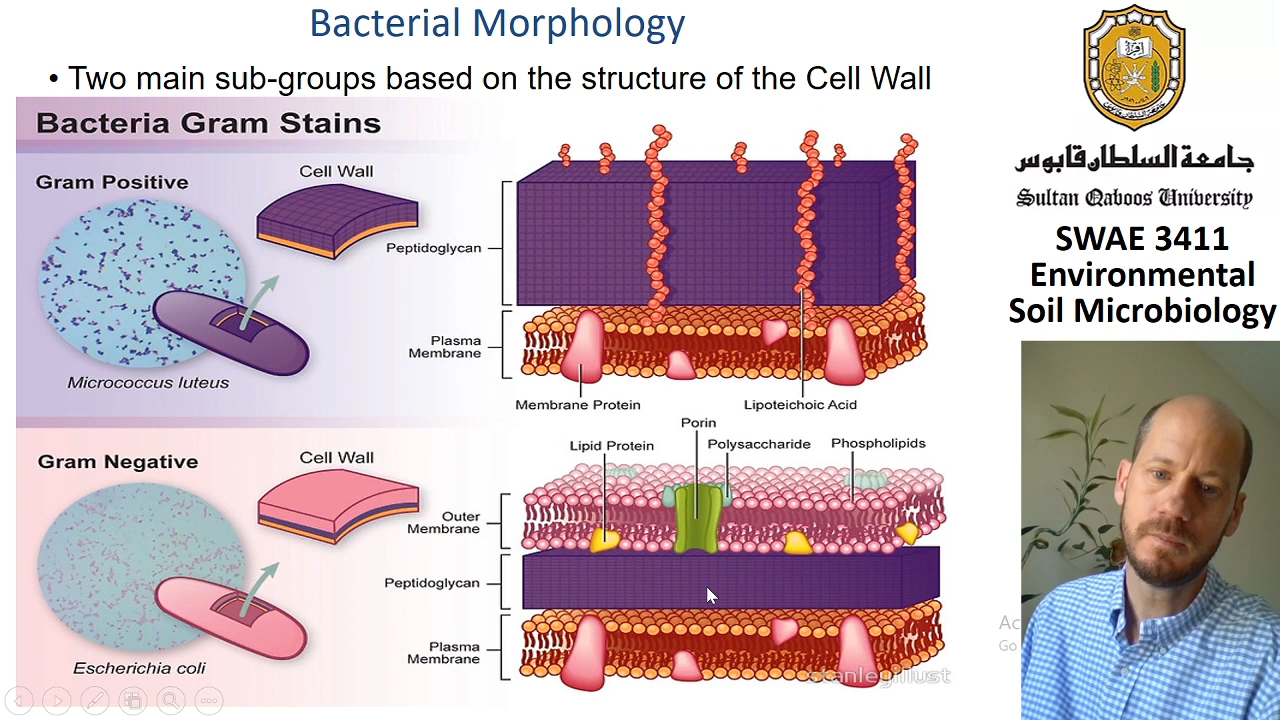 Bacterial Morphology
• Two main sub-groups based on the structure of the Cell Wall
Bacteria Gram Stains
Gram Positive
Cell Wall
Peptidoglycan
Plasma
Membrane
Micrococcus luteus
Membrane Protein
Lipoteichoic Acid
Gram Negative
Cell Wall
Porin
Lipid Protein
Polysaccharide
Phospholipids
Outer
Membrane
Peptidoglycan
Plasma
Membrane
Escherichia coli
جامعة السلطان قابوس
Sultan Qaboos University
SWAE 3411
Environmental
Soil Microbiology
Go